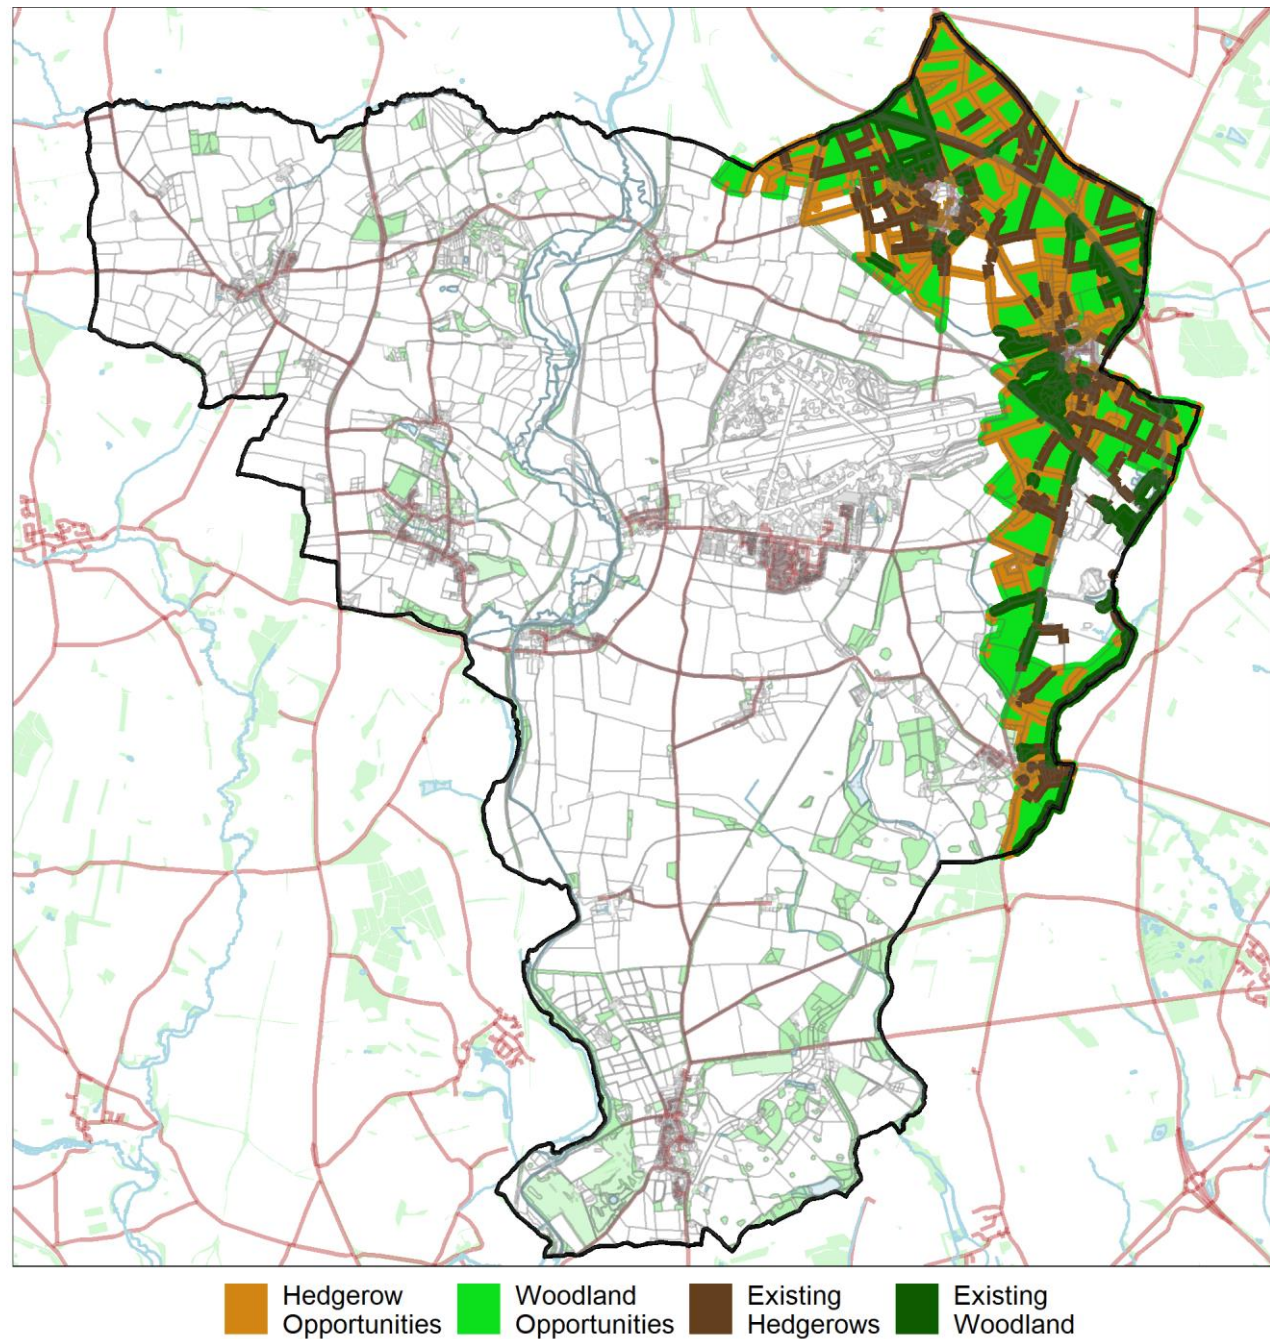 Hedgerow
Opportunities
Woodland
Opportunities
Existing
Hedgerows
Existing
Woodland